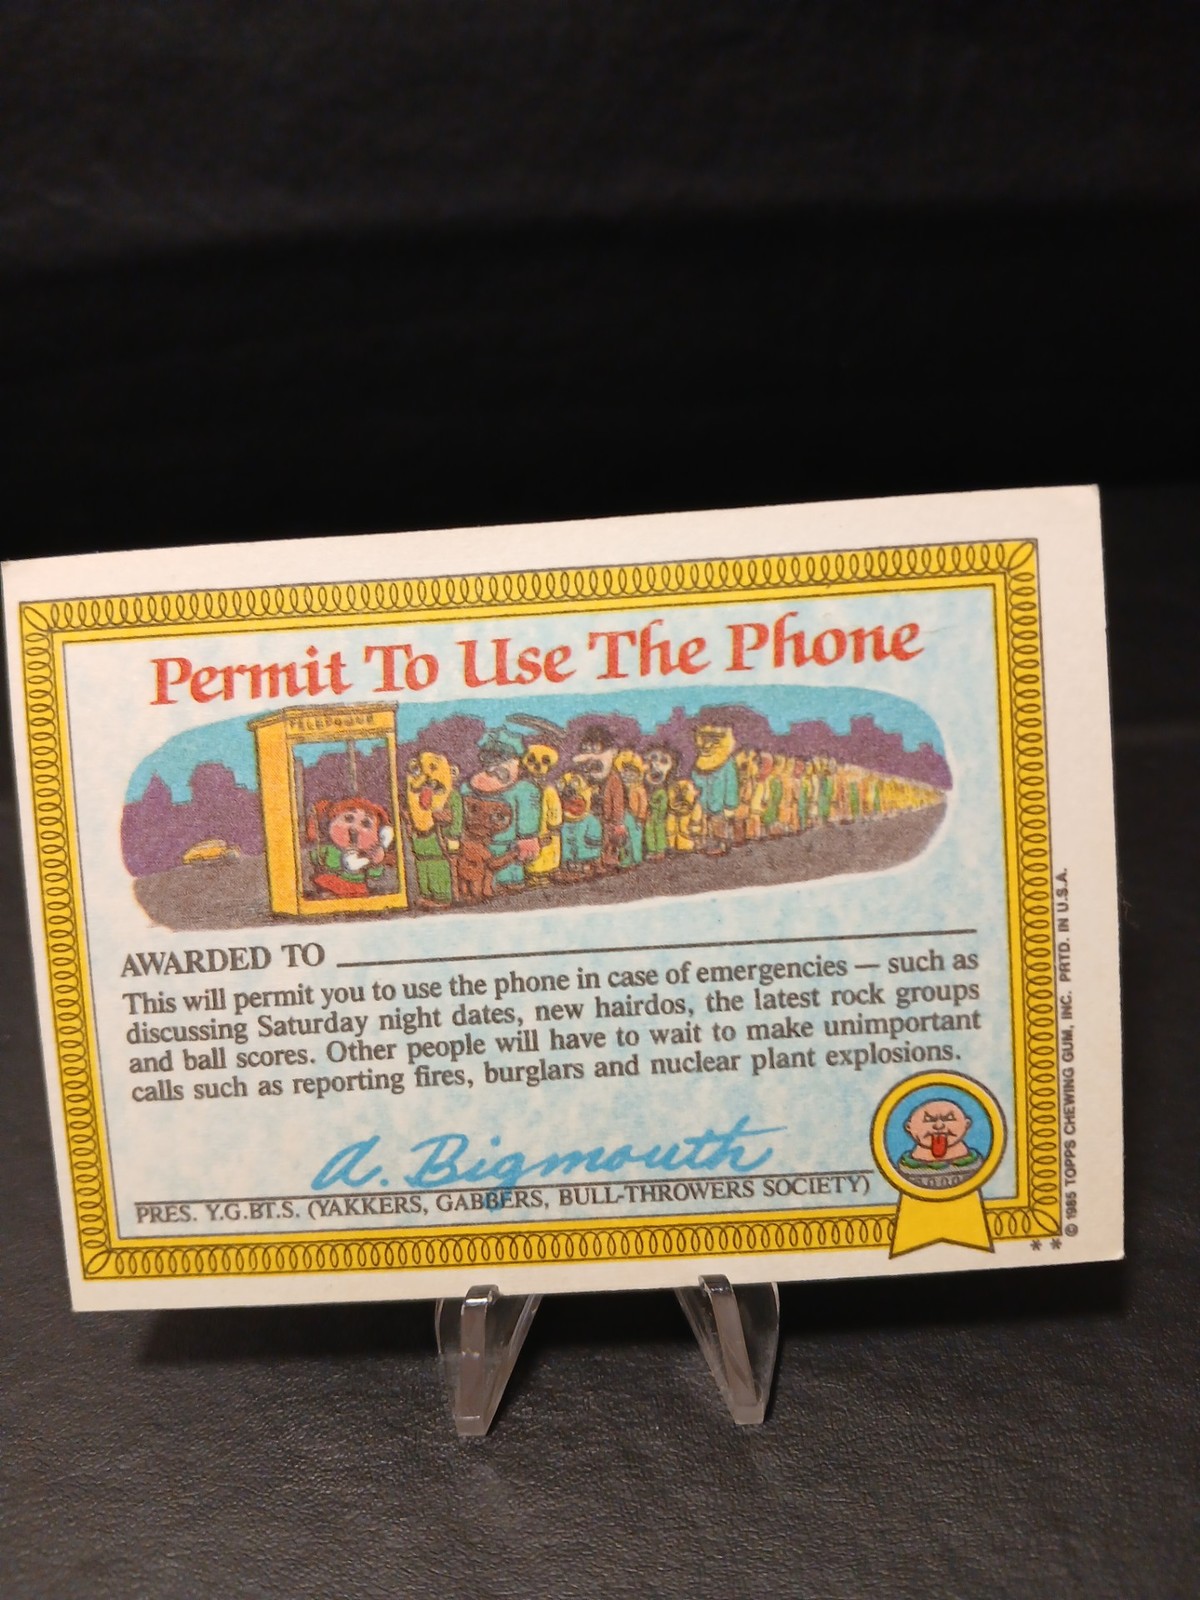 Permit To Use The Phone
TELEPHONE
AWARDED TO
This will permit you to use the phone in case of emergencies — such as
discussing Saturday night dates, new hairdos, the latest rock groups
and ball scores. Other people will have to wait to make unimportant
calls such as reporting fires, burglars and nuclear plant explosions.
A. Bigmouth
PRES. Y.G.BT.S. (YAKKERS, GABBERS, BULL-THROWERS SOCIETY)
** © 1985 TOPPS CHEWING GUM, INC. PRTD. IN U.S.A.